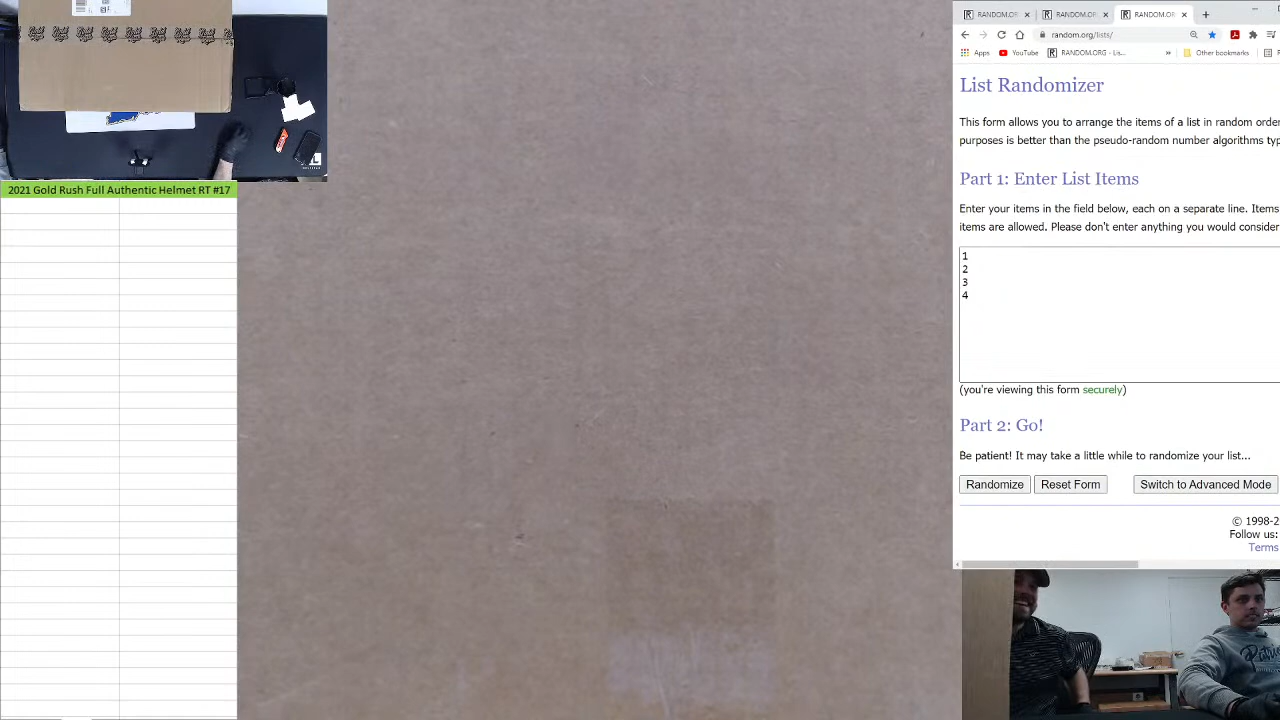 RANDOM.OR
RANDOM.OR
RANDOM.OR
random.org/lists/
Apps
YouTube
RANDOM.ORG - Lis...
Other bookmarks
List Randomizer
This form allows you to arrange the items of a list in random order
purposes is better than the pseudo-random number algorithms typ
Part 1: Enter List Items
Enter your items in the field below, each on a separate line. Items
items are allowed. Please don't enter anything you would consider
1
2
3
4
(you're viewing this form securely)
Part 2: Go!
Be patient! It may take a little while to randomize your list...
Randomize
Reset Form
Switch to Advanced Mode
© 1998-2
Follow us:
Terms
2021 Gold Rush Full Authentic Helmet RT #17